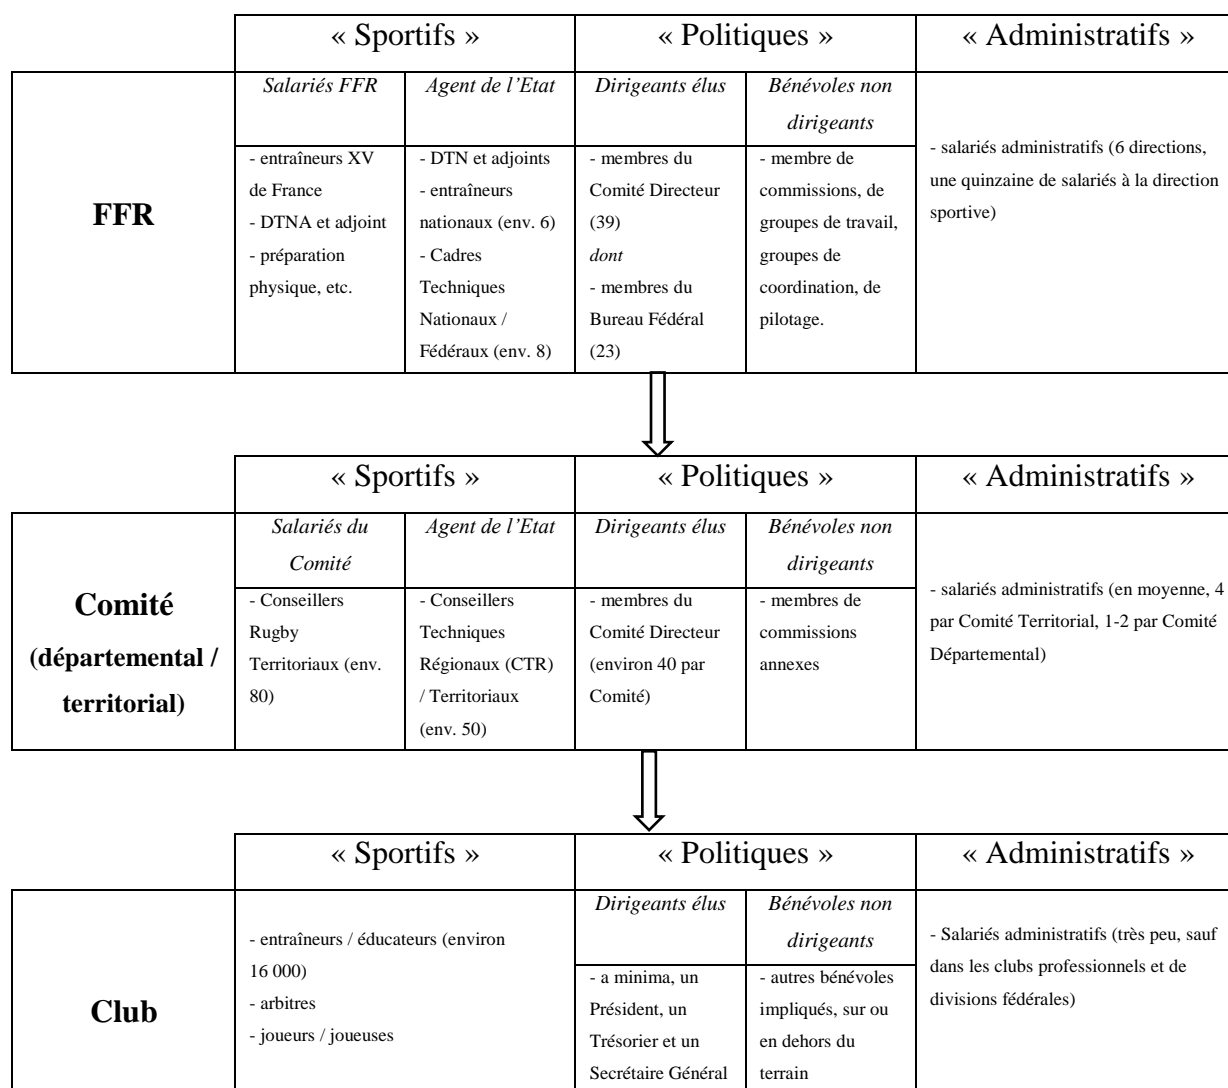 « Sportifs »
« Politiques »
« Administratifs »
FFR
Salariés FFR
- entraîneurs XV
de France
- DTNA et adjoint
- préparation
physique, etc.
Agent de l’Etat
- DTN et adjoints
- entraîneurs
nationaux (env. 6)
- Cadres
Techniques
Nationaux /
Fédéraux (env. 8)
Dirigeants élus
- membres du
Comité Directeur
(39)
dont
- membres du
Bureau Fédéral
(23)
Bénévoles non
dirigeants
- membre de
commissions, de
groupes de travail,
groupes de
coordination, de
pilotage.
- salariés administratifs (6 directions,
une quinzaine de salariés à la direction
sportive)
« Sportifs »
« Politiques »
« Administratifs »
Comité
(départemental /
territorial)
Salariés du
Comité
- Conseillers
Rugby
Territoriaux (env.
80)
Agent de l’Etat
- Conseillers
Techniques
Régionaux (CTR)
/ Territoriaux
(env. 50)
Dirigeants élus
- membres du
Comité Directeur
(environ 40 par
Comité)
Bénévoles non
dirigeants
- membres de
commissions
annexes
- salariés administratifs (en moyenne, 4
par Comité Territorial, 1-2 par Comité
Départemental)
« Sportifs »
« Politiques »
« Administratifs »
Club
- entraîneurs / éducateurs (environ
16 000)
- arbitres
- joueurs / joueuses
Dirigeants élus
- a minima, un
Président, un
Trésorier et un
Secrétaire Général
Bénévoles non
dirigeants
- autres bénévoles
impliqués, sur ou
en dehors du
terrain
- Salariés administratifs (très peu, sauf
dans les clubs professionnels et de
divisions fédérales)